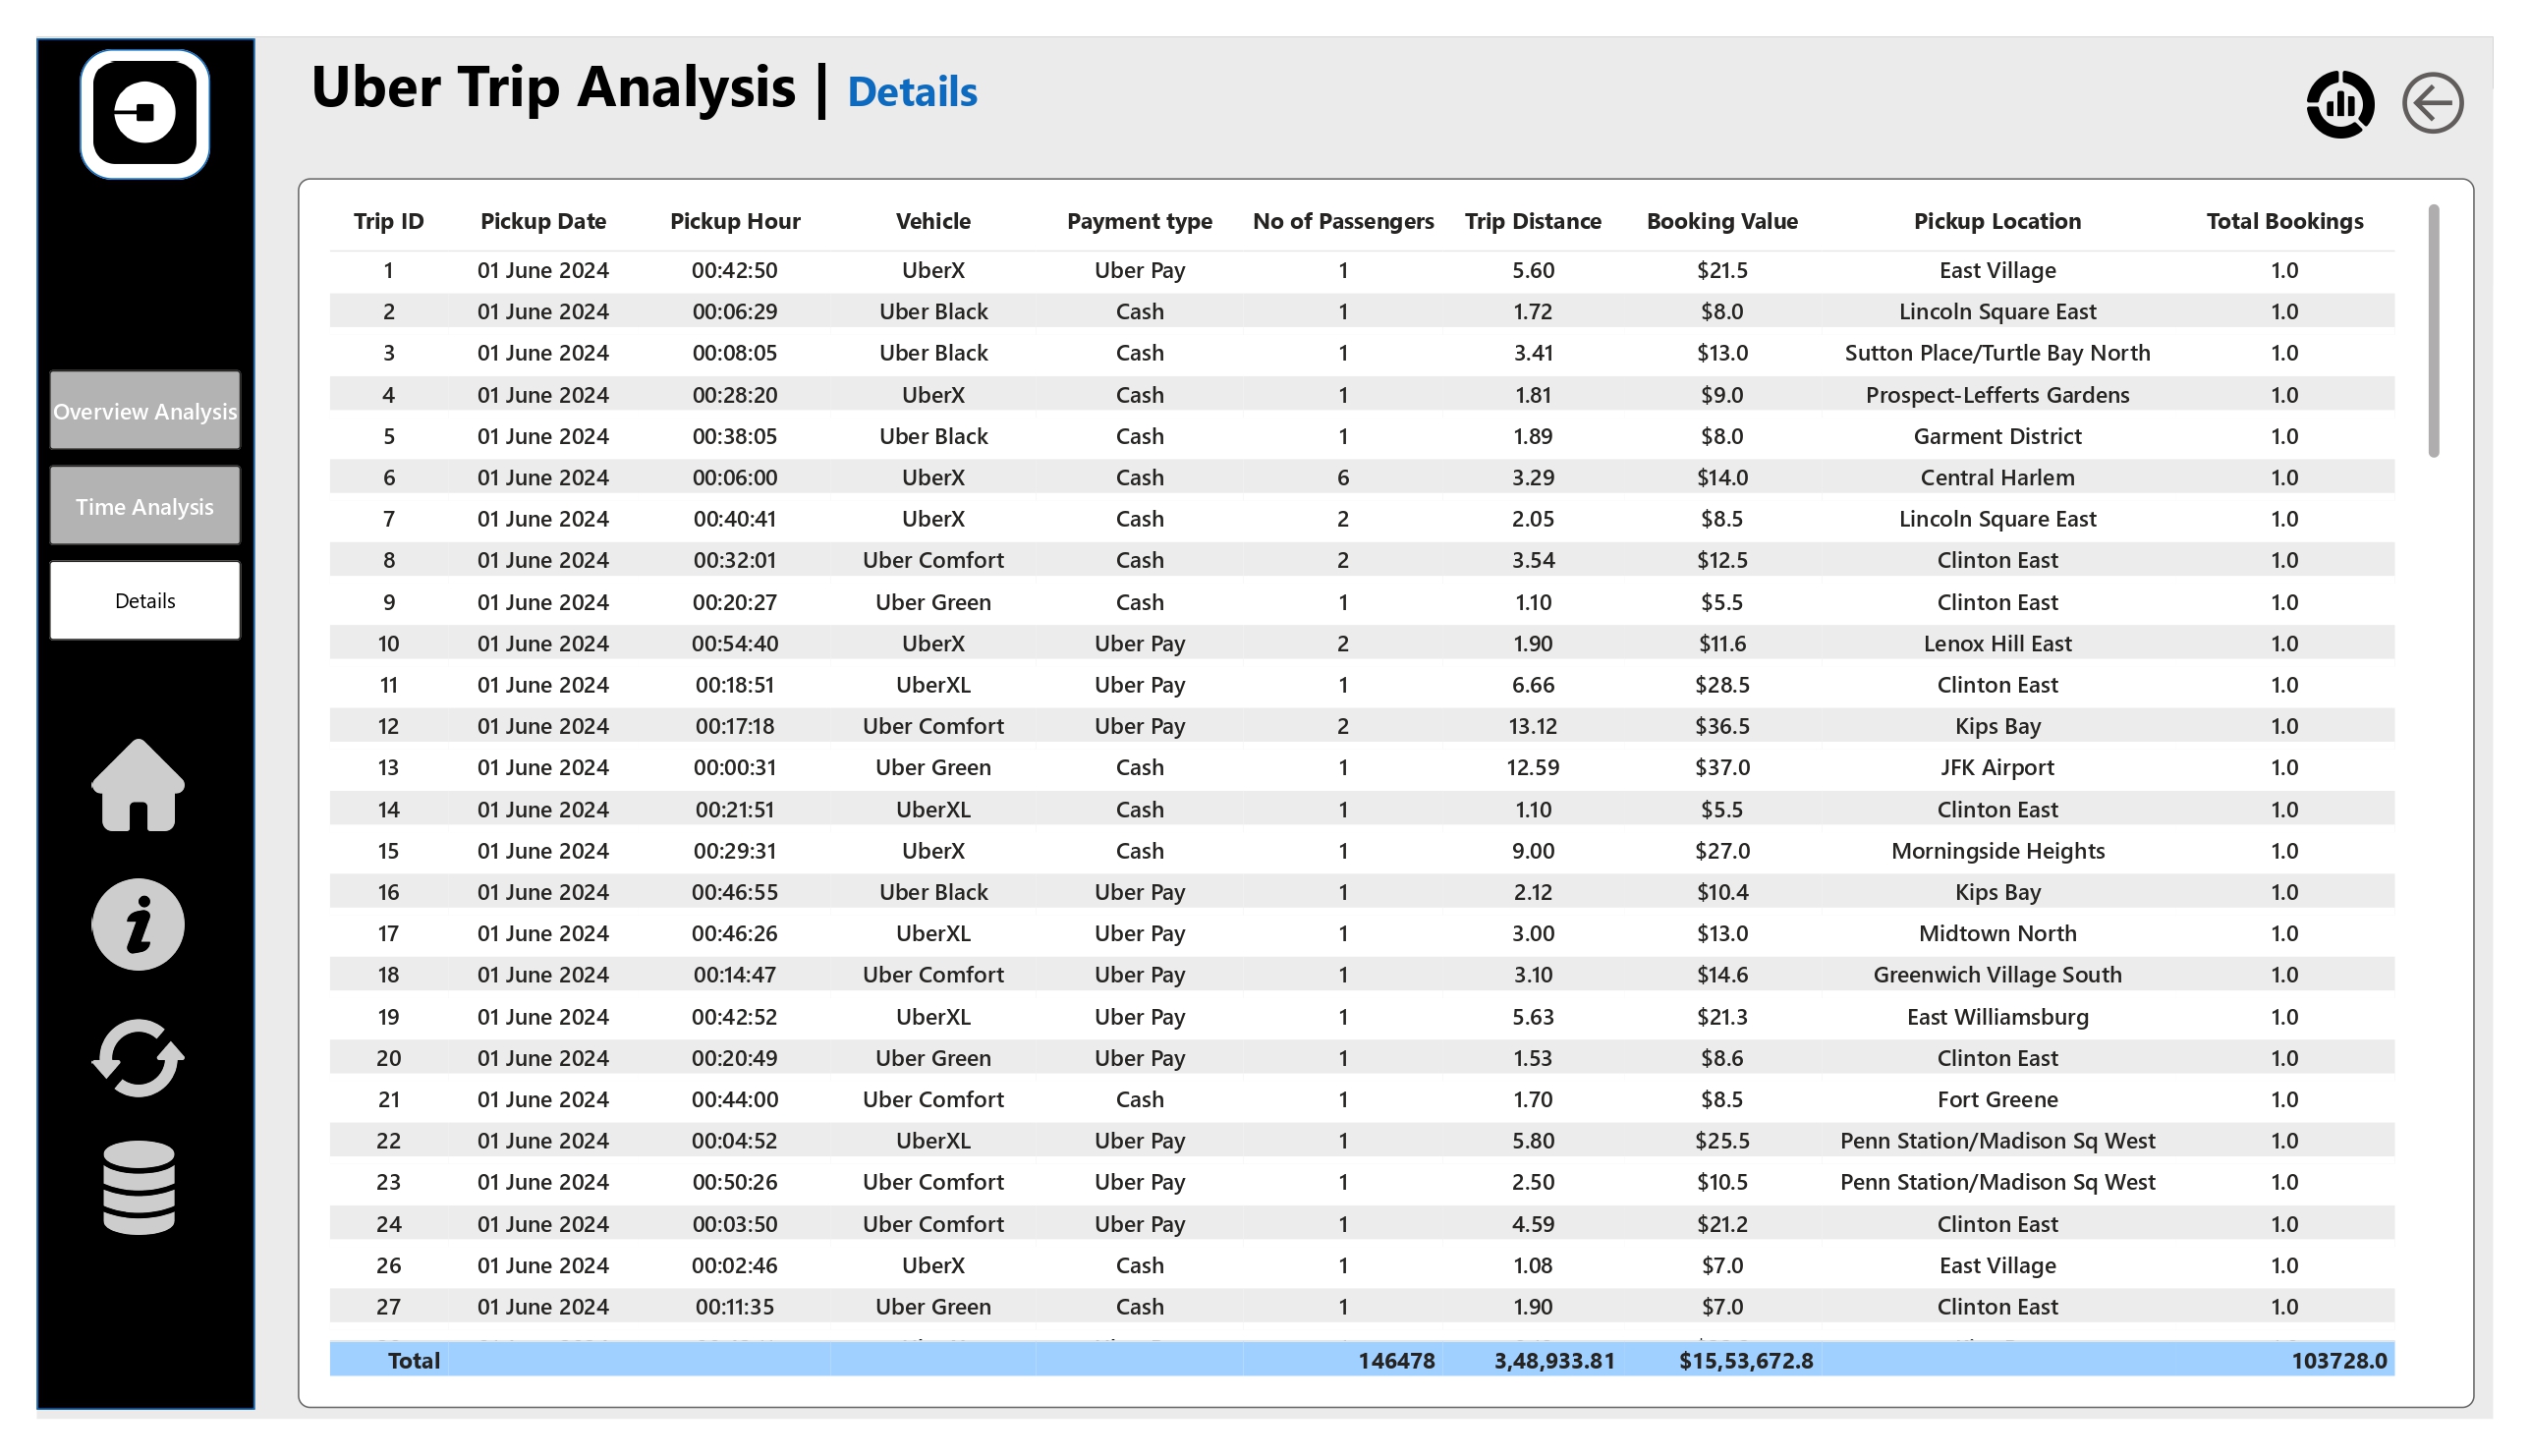 Uber Trip Analysis | Details
Overview Analysis
Time Analysis
Details
Trip ID Pickup Date Pickup Hour Vehicle Payment type No of Passengers Trip Distance Booking Value Pickup Location Total Bookings
1 01 June 2024 00:42:50 UberX Uber Pay 1 5.60 $21.5 East Village 1.0
2 01 June 2024 00:06:29 Uber Black Cash 1 1.72 $8.0 Lincoln Square East 1.0
3 01 June 2024 00:08:05 Uber Black Cash 1 3.41 $13.0 Sutton Place/Turtle Bay North 1.0
4 01 June 2024 00:28:20 UberX Cash 1 1.81 $9.0 Prospect-Lefferts Gardens 1.0
5 01 June 2024 00:38:05 Uber Black Cash 1 1.89 $8.0 Garment District 1.0
6 01 June 2024 00:06:00 UberX Cash 6 3.29 $14.0 Central Harlem 1.0
7 01 June 2024 00:40:41 UberX Cash 2 2.05 $8.5 Lincoln Square East 1.0
8 01 June 2024 00:32:01 Uber Comfort Cash 2 3.54 $12.5 Clinton East 1.0
9 01 June 2024 00:20:27 Uber Green Cash 1 1.10 $5.5 Clinton East 1.0
10 01 June 2024 00:54:40 UberX Uber Pay 2 1.90 $11.6 Lenox Hill East 1.0
11 01 June 2024 00:18:51 UberXL Uber Pay 1 6.66 $28.5 Clinton East 1.0
12 01 June 2024 00:17:18 Uber Comfort Uber Pay 2 13.12 $36.5 Kips Bay 1.0
13 01 June 2024 00:00:31 Uber Green Cash 1 12.59 $37.0 JFK Airport 1.0
14 01 June 2024 00:21:51 UberXL Cash 1 1.10 $5.5 Clinton East 1.0
15 01 June 2024 00:29:31 UberX Cash 1 9.00 $27.0 Morningside Heights 1.0
16 01 June 2024 00:46:55 Uber Black Uber Pay 1 2.12 $10.4 Kips Bay 1.0
17 01 June 2024 00:46:26 UberXL Uber Pay 1 3.00 $13.0 Midtown North 1.0
18 01 June 2024 00:14:47 Uber Comfort Uber Pay 1 3.10 $14.6 Greenwich Village South 1.0
19 01 June 2024 00:42:52 UberXL Uber Pay 1 5.63 $21.3 East Williamsburg 1.0
20 01 June 2024 00:20:49 Uber Green Uber Pay 1 1.53 $8.6 Clinton East 1.0
21 01 June 2024 00:44:00 Uber Comfort Cash 1 1.70 $8.5 Fort Greene 1.0
22 01 June 2024 00:04:52 UberXL Uber Pay 1 5.80 $25.5 Penn Station/Madison Sq West 1.0
23 01 June 2024 00:50:26 Uber Comfort Uber Pay 1 2.50 $10.5 Penn Station/Madison Sq West 1.0
24 01 June 2024 00:03:50 Uber Comfort Uber Pay 1 4.59 $21.2 Clinton East 1.0
26 01 June 2024 00:02:46 UberX Cash 1 1.08 $7.0 East Village 1.0
27 01 June 2024 00:11:35 Uber Green Cash 1 1.90 $7.0 Clinton East 1.0
Total 146478 3,48,933.81 $15,53,672.8 103728.0